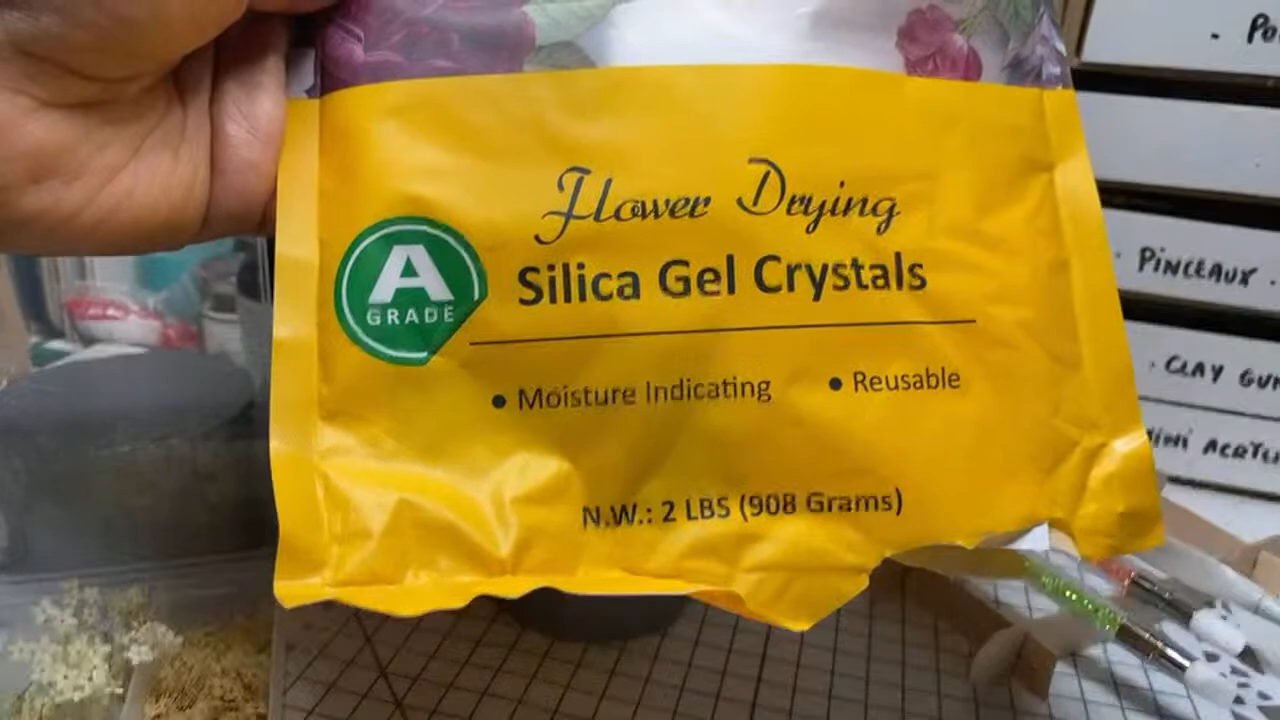 Flower Drying
Silica Gel Crystals
A
GRADE
• Moisture Indicating • Reusable
N.W.: 2 LBS (908 Grams)
. PINCEAUX .
. CLAY